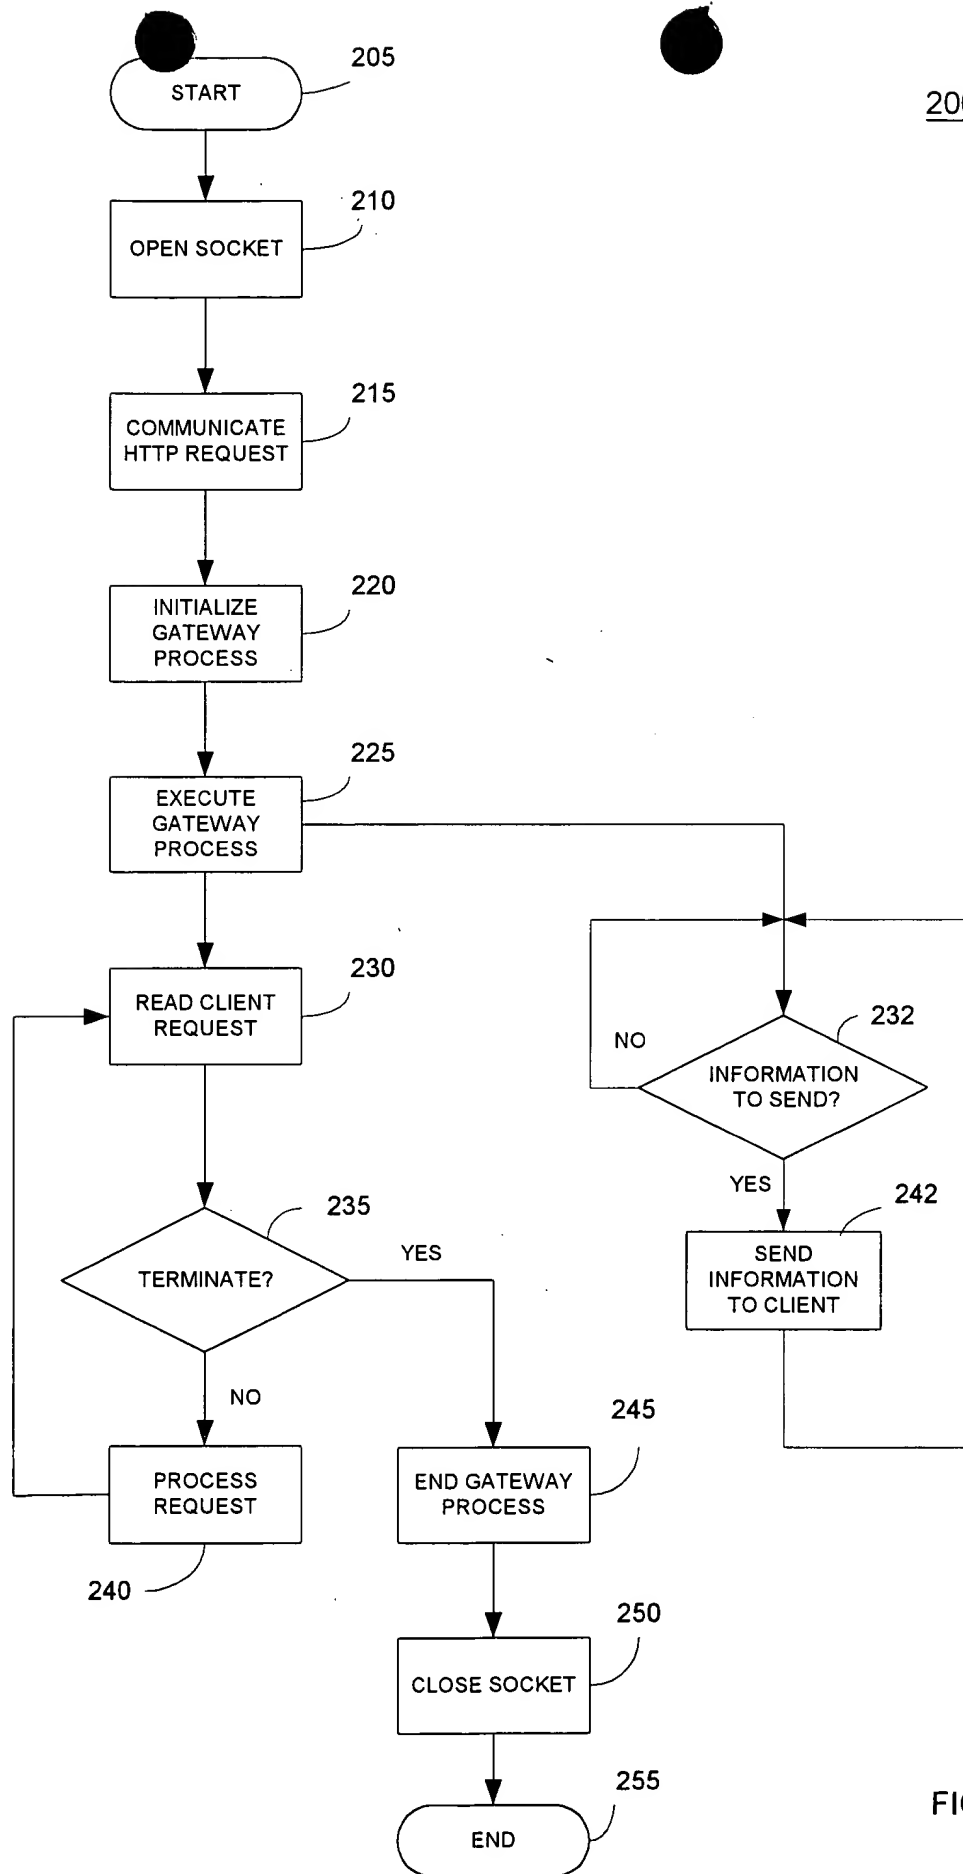 205
START
200
210
OPEN SOCKET
215
COMMUNICATE
HTTP REQUEST
220
INITIALIZE
GATEWAY
PROCESS
225
EXECUTE
GATEWAY
PROCESS
230
READ CLIENT
REQUEST
232
NO
INFORMATION
TO SEND?
YES
242
SEND
INFORMATION
TO CLIENT
235
TERMINATE?
YES
NO
PROCESS
REQUEST
240
245
END GATEWAY
PROCESS
250
CLOSE SOCKET
255
END